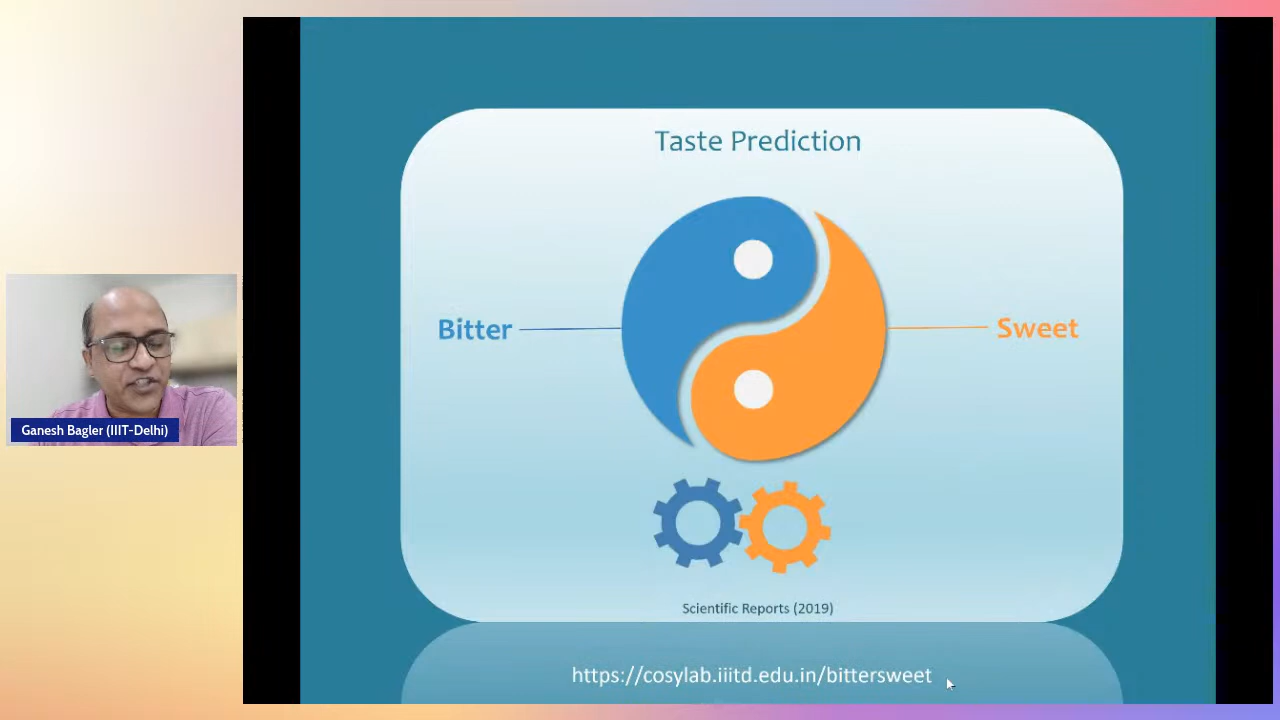 Taste Prediction
Bitter
Sweet
Ganesh Bagler (IIIT-Delhi)
Scientific Reports (2019)
https://cosylab.iiitd.edu.in/bittersweet